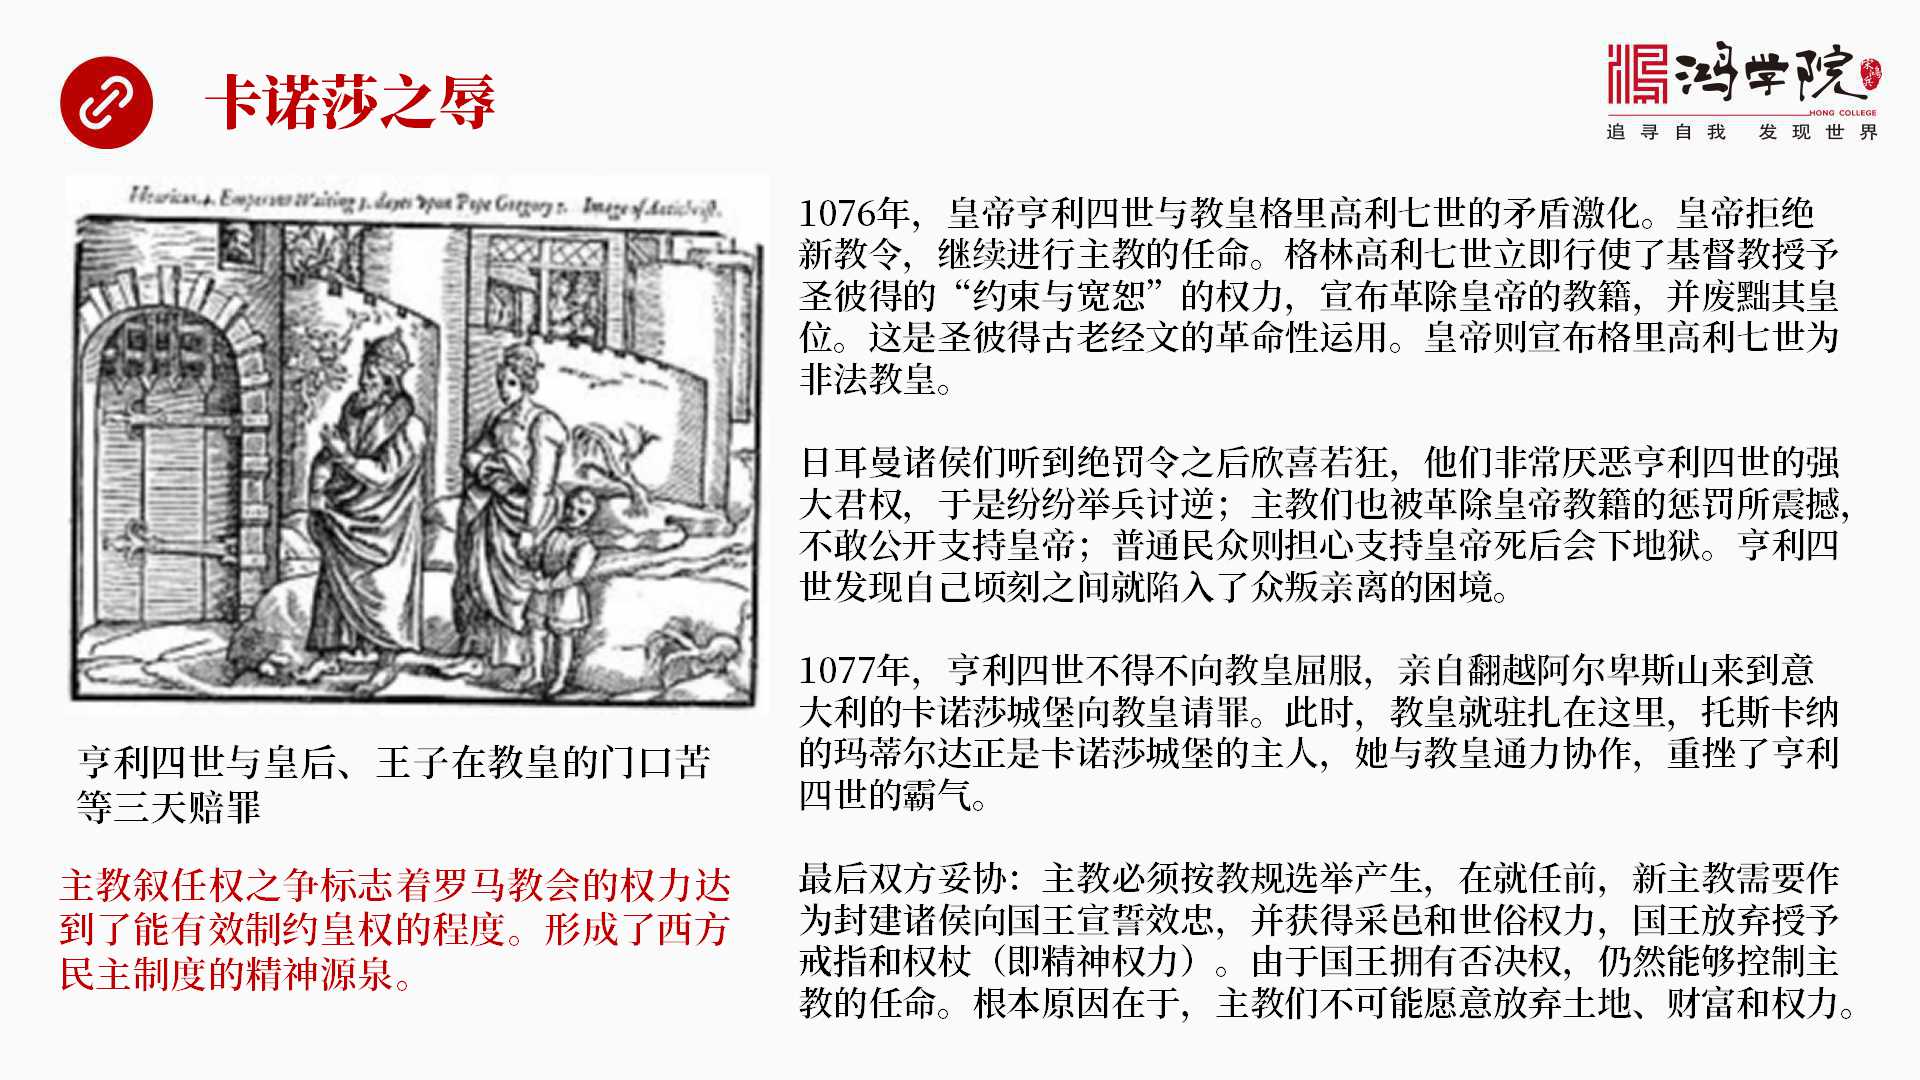 卡诺莎之辱
鸿学院
宋鸿兵
HONG COLLEGE
追寻自我 发现世界
Henricus 4. Emperour Waiting 3. dayes upon Pope Gregory 7. Image of Antichrist.
亨利四世与皇后、王子在教皇的门口苦
等三天赔罪
主教叙任权之争标志着罗马教会的权力达
到了能有效制约皇权的程度。形成了西方
民主制度的精神源泉。
1076年，皇帝亨利四世与教皇格里高利七世的矛盾激化。皇帝拒绝
新教令，继续进行主教的任命。格林高利七世立即行使了基督教授予
圣彼得的“约束与宽恕”的权力，宣布革除皇帝的教籍，并废黜其皇
位。这是圣彼得古老经文的革命性运用。皇帝则宣布格里高利七世为
非法教皇。
日耳曼诸侯们听到绝罚令之后欣喜若狂，他们非常厌恶亨利四世的强
大君权，于是纷纷举兵讨逆；主教们也被革除皇帝教籍的惩罚所震撼，
不敢公开支持皇帝；普通民众则担心支持皇帝死后会下地狱。亨利四
世发现自己顷刻之间就陷入了众叛亲离的困境。
1077年，亨利四世不得不向教皇屈服，亲自翻越阿尔卑斯山来到意
大利的卡诺莎城堡向教皇请罪。此时，教皇就驻扎在这里，托斯卡纳
的玛蒂尔达正是卡诺莎城堡的主人，她与教皇通力协作，重挫了亨利
四世的霸气。
最后双方妥协：主教必须按教规选举产生，在就任前，新主教需要作
为封建诸侯向国王宣誓效忠，并获得采邑和世俗权力，国王放弃授予
戒指和权杖（即精神权力）。由于国王拥有否决权，仍然能够控制主
教的任命。根本原因在于，主教们不可能愿意放弃土地、财富和权力。